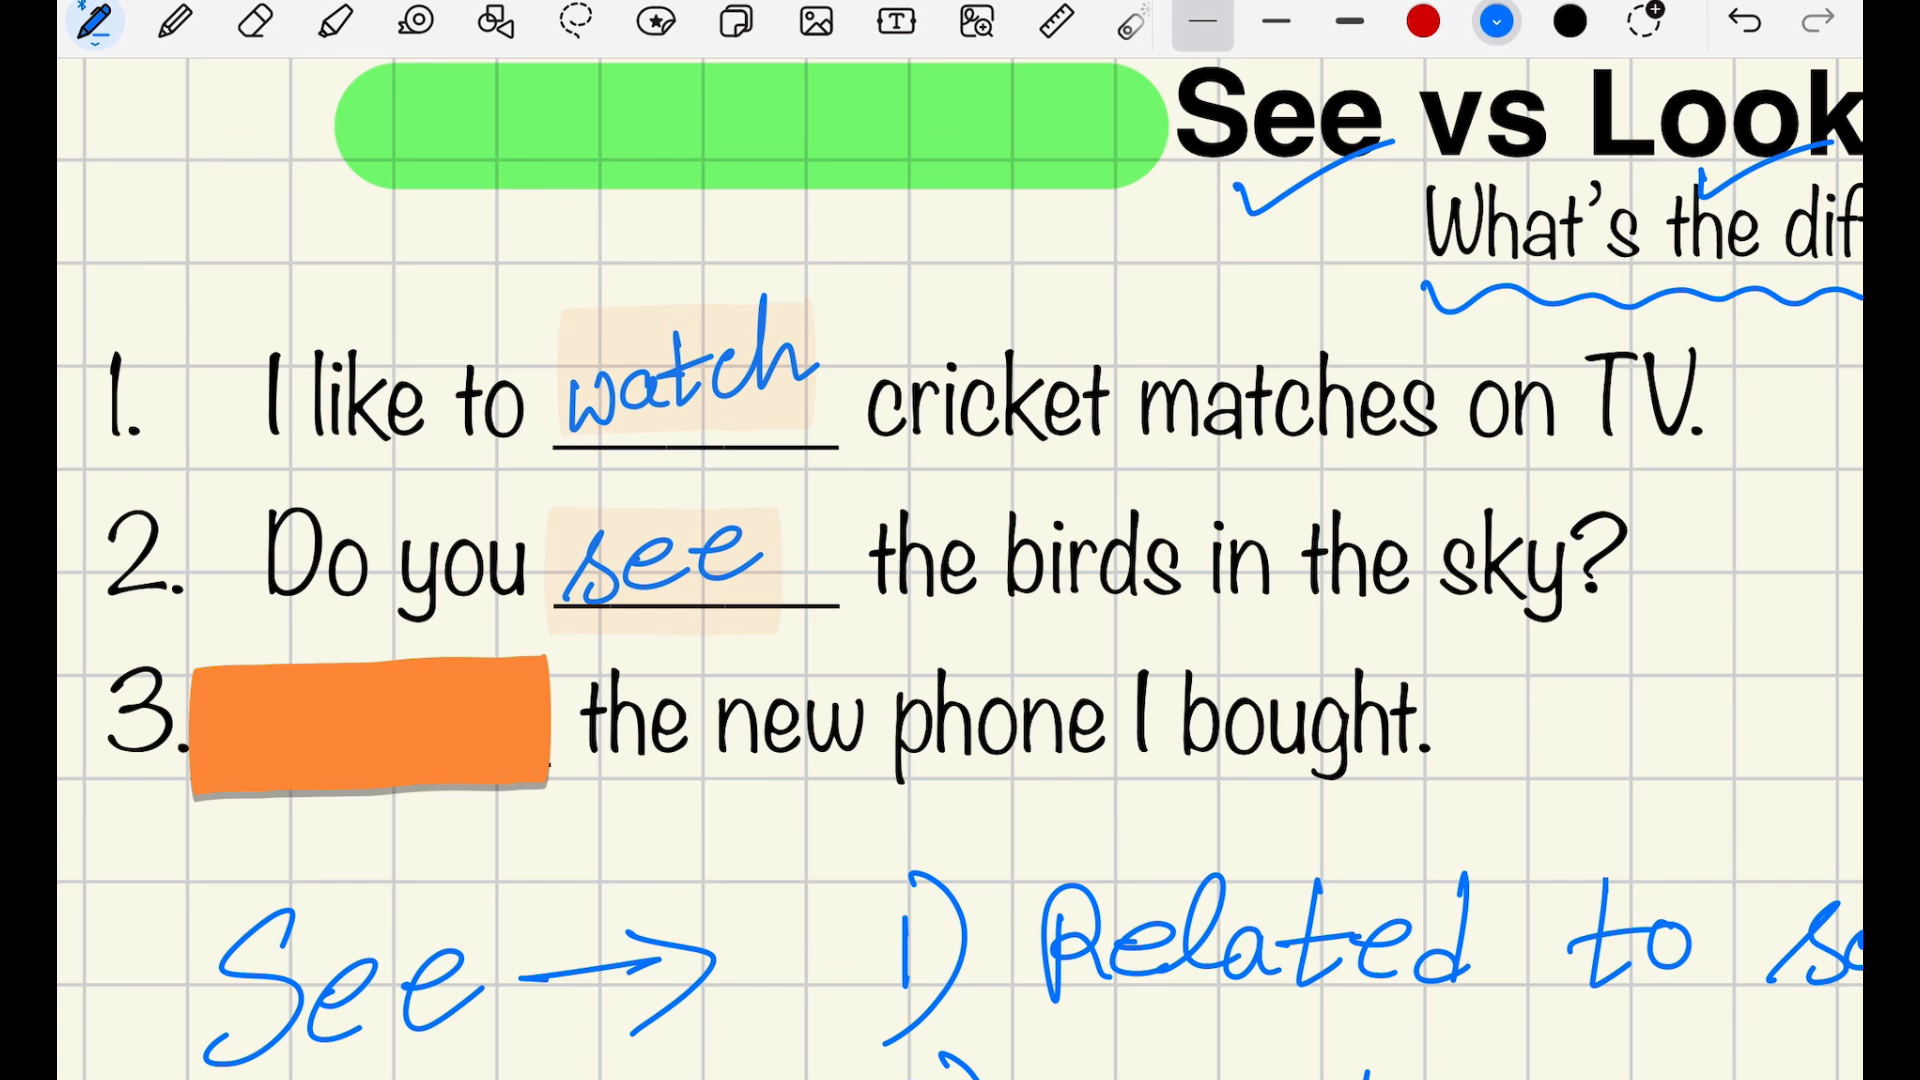 See vs Look
What's the dif
1. I like to watch cricket matches on TV.
2. Do you see the birds in the sky?
3. the new phone I bought.
See → 1) Related to